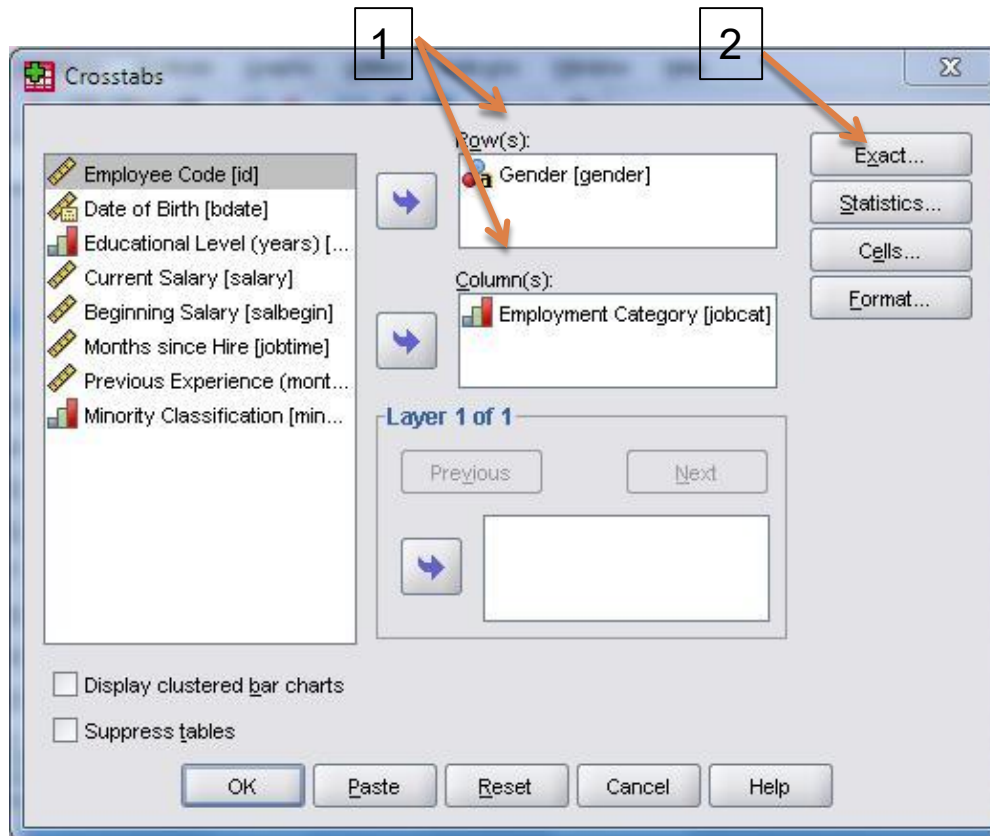 1
2
Crosstabs
Row(s):
Gender [gender]
Exact...
Employee Code [id]
Date of Birth [bdate]
Educational Level (years) [...
Current Salary [salary]
Beginning Salary [salbegin]
Months since Hire [jobtime]
Previous Experience (mont...
Minority Classification [min...
Statistics...
Cells...
Format...
Column(s):
Employment Category [jobcat]
Layer 1 of 1
Previous
Next
Display clustered bar charts
Suppress tables
OK
Paste
Reset
Cancel
Help